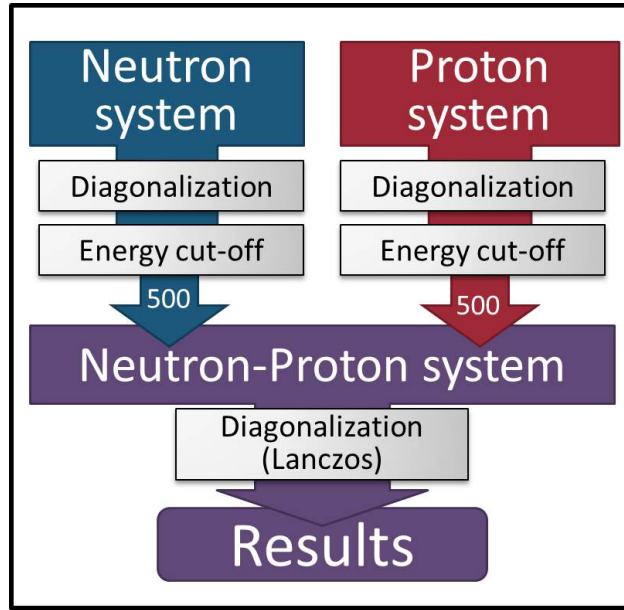 Neutron
system
Proton
system
Diagonalization
Diagonalization
Energy cut-off
Energy cut-off
500
500
Neutron-Proton system
Diagonalization
(Lanczos)
Results